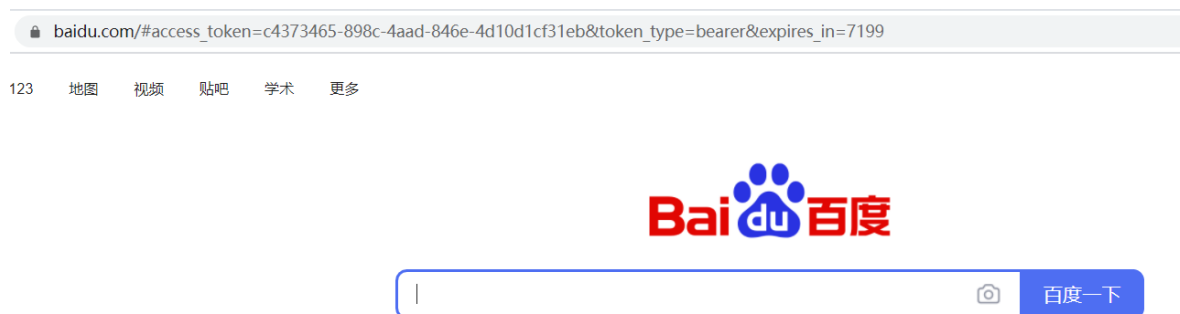 baidu.com/#access_token=c4373465-898c-4aad-846e-4d10d1cf31eb&token_type=bearer&expires_in=7199
123 地图 视频 贴吧 学术 更多
Bai du 百度
百度一下